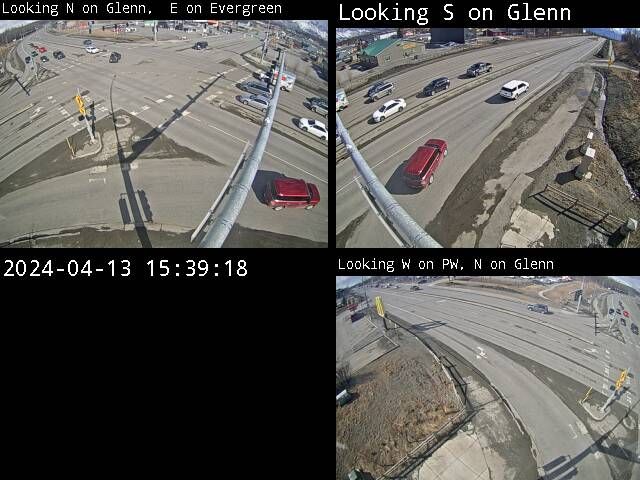 Looking N on Glenn,  E on Evergreen
Looking S on Glenn
2024-04-13 15:39:18
Looking W on PW, N on Glenn